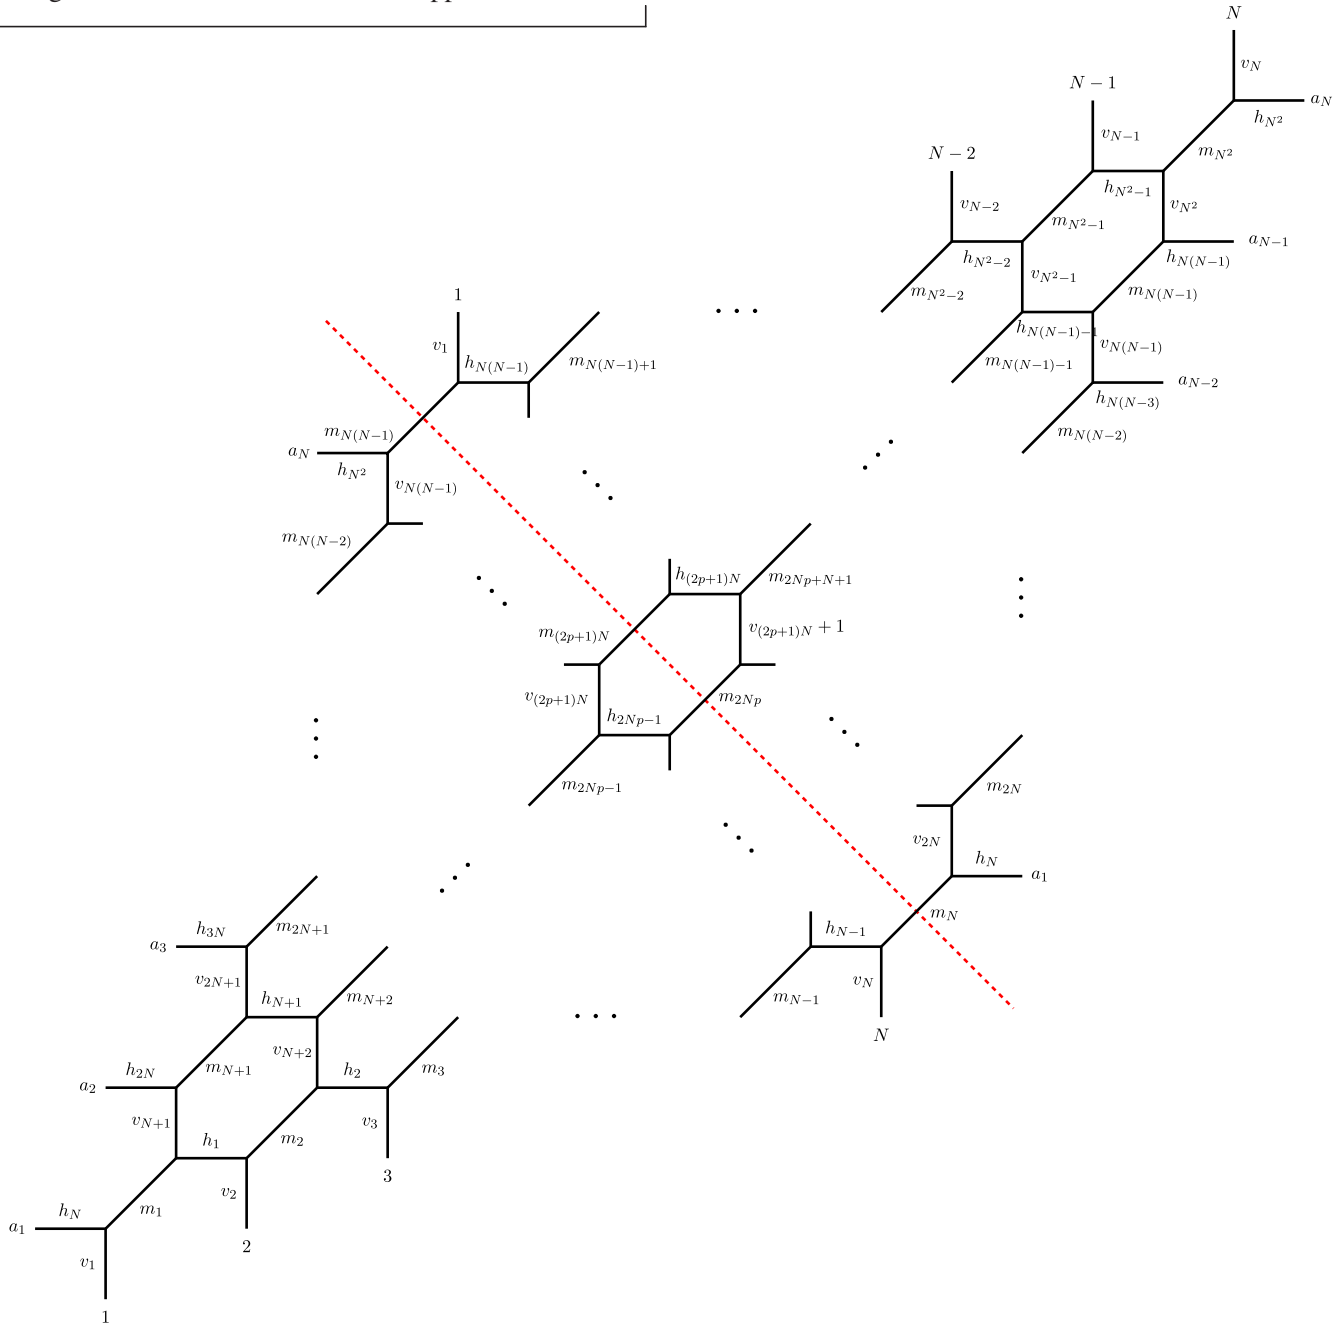 N
v_N
a_N
h_{N^2}
N − 1
v_{N−1}
m_{N^2}
N − 2
h_{N^2−1}
v_{N−2}
v_{N^2}
m_{N^2−1}
a_{N−1}
h_{N^2−2}
h_{N(N−1)}
v_{N^2−1}
m_{N^2−2}
m_{N(N−1)}
1
· · ·
h_{N(N−1)−1}
v_1
v_{N(N−1)}
h_{N(N−1)}
m_{N(N−1)+1}
m_{N(N−1)−1}
a_{N−2}
h_{N(N−3)}
m_{N(N−1)}
m_{N(N−2)}
a_N
h_{N^2}
v_{N(N−1)}
m_{N(N−2)}
h_{(2p+1)N}
m_{2Np+N+1}
m_{(2p+1)N}
v_{(2p+1)N} + 1
v_{(2p+1)N}
m_{2Np}
h_{2Np−1}
m_{2Np−1}
m_{2N}
v_{2N}
h_N
a_1
m_N
h_{N−1}
h_{3N}
m_{2N+1}
a_3
v_{2N+1}
v_N
h_{N+1}
m_{N+2}
m_{N−1}
· · ·
N
v_{N+2}
h_{2N}
m_{N+1}
h_2
m_3
a_2
v_{N+1}
v_3
h_1
m_2
3
v_2
h_N
m_1
a_1
2
v_1
1